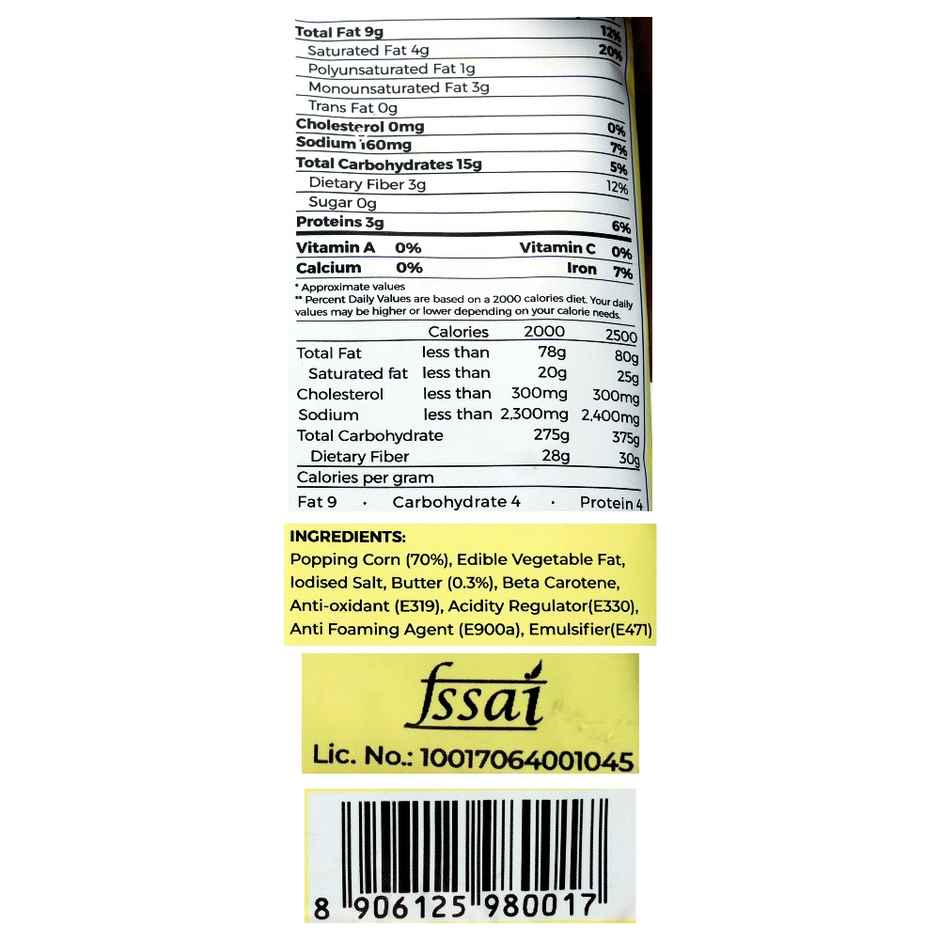 Total Fat 9g 12%
Saturated Fat 4g 20%
Polyunsaturated Fat 1g
Monounsaturated Fat 3g
Trans Fat 0g
Cholesterol 0mg 0%
Sodium 160mg 7%
Total Carbohydrates 15g 5%
Dietary Fiber 3g 12%
Sugar 0g
Proteins 3g 6%
Vitamin A 0% Vitamin C 0%
Calcium 0% Iron 7%
* Approximate values
** Percent Daily Values are based on a 2000 calories diet. Your daily
values may be higher or lower depending on your calorie needs.
Calories 2000 2500
Total Fat less than 78g 80g
Saturated fat less than 20g 25g
Cholesterol less than 300mg 300mg
Sodium less than 2,300mg 2,400mg
Total Carbohydrate 275g 375g
Dietary Fiber 28g 30g
Calories per gram
Fat 9 · Carbohydrate 4 · Protein 4
INGREDIENTS:
Popping Corn (70%), Edible Vegetable Fat,
Iodised Salt, Butter (0.3%), Beta Carotene,
Anti-oxidant (E319), Acidity Regulator(E330),
Anti Foaming Agent (E900a), Emulsifier(E471)
fssai
Lic. No.: 10017064001045
8 906125 980017